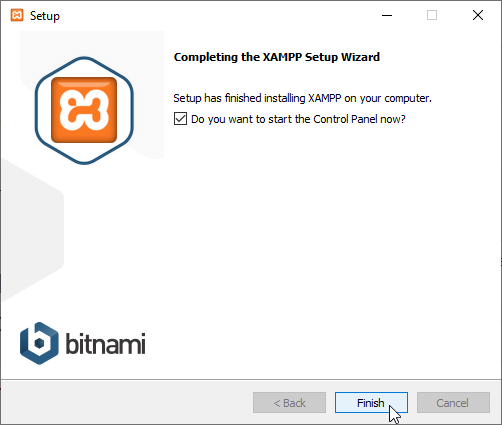 Setup
Completing the XAMPP Setup Wizard
Setup has finished installing XAMPP on your computer.
Do you want to start the Control Panel now?
bitnami
< Back
Finish
Cancel